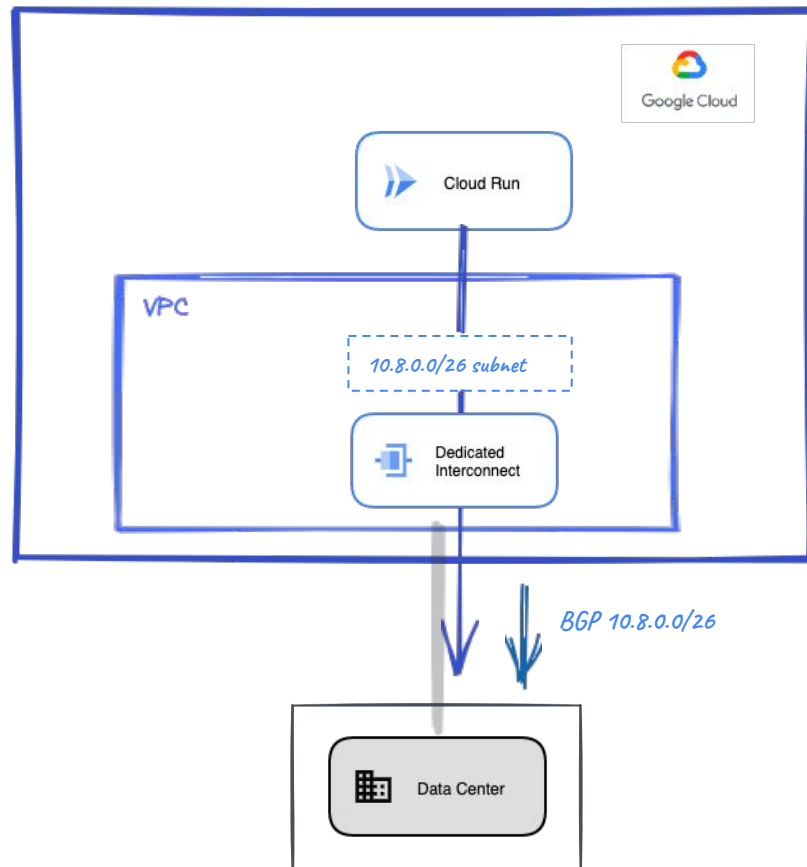 Google Cloud
Cloud Run
VPC
10.8.0.0/26 subnet
Dedicated
Interconnect
BGP 10.8.0.0/26
Data Center